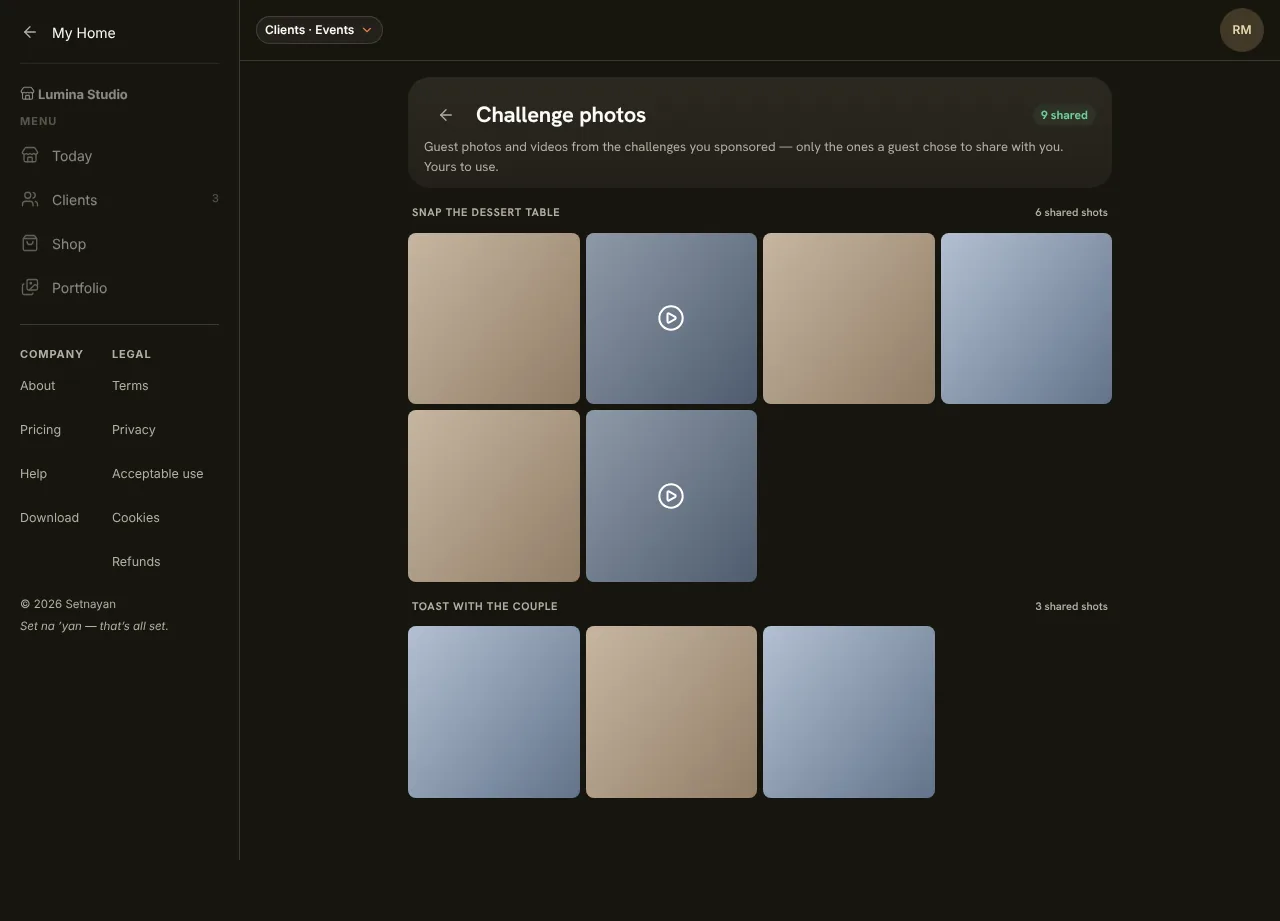 My Home
Clients · Events
RM
Lumina Studio
MENU
Today
Clients
3
Shop
Portfolio
COMPANY
LEGAL
About
Terms
Pricing
Privacy
Help
Acceptable use
Download
Cookies
Refunds
© 2026 Setnayan
Set na 'yan — that's all set.
Challenge photos
9 shared
Guest photos and videos from the challenges you sponsored — only the ones a guest chose to share with you.
Yours to use.
SNAP THE DESSERT TABLE
6 shared shots
TOAST WITH THE COUPLE
3 shared shots